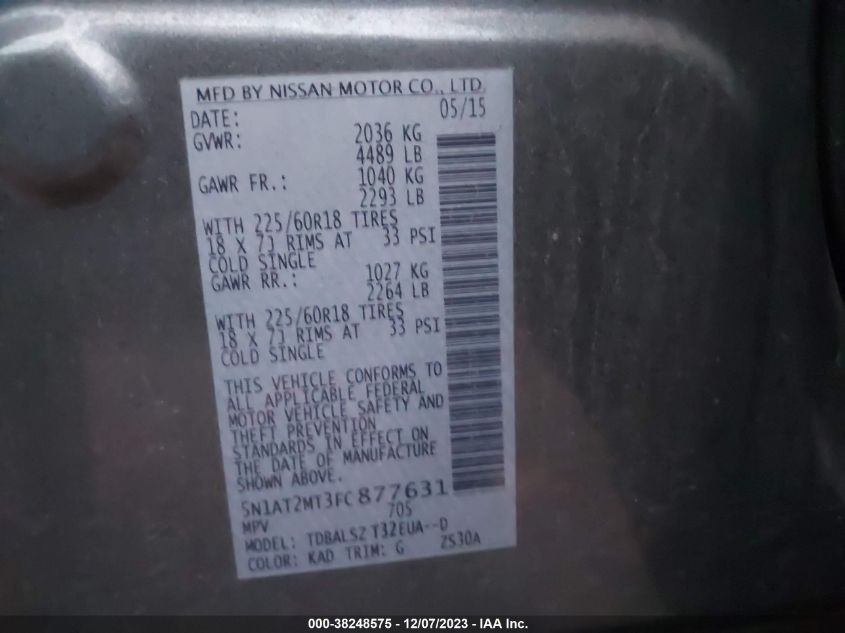 MFD BY NISSAN MOTOR CO., LTD.
DATE: 05/15
GVWR: 2036 KG
4489 LB
GAWR FR.: 1040 KG
2293 LB
WITH 225/60R18 TIRES
18 X 7J RIMS AT 33 PSI
COLD SINGLE
GAWR RR.: 1027 KG
2264 LB
WITH 225/60R18 TIRES
18 X 7J RIMS AT 33 PSI
COLD SINGLE
THIS VEHICLE CONFORMS TO
ALL APPLICABLE FEDERAL
MOTOR VEHICLE SAFETY AND
THEFT PREVENTION
STANDARDS IN EFFECT ON
THE DATE OF MANUFACTURE
SHOWN ABOVE.
5N1AT2MT3FC877631
MPV 705
MODEL: TDBALSZ T32EUA--D
COLOR: KAD TRIM: G ZS30A
000-38248575 - 12/07/2023 - IAA Inc.